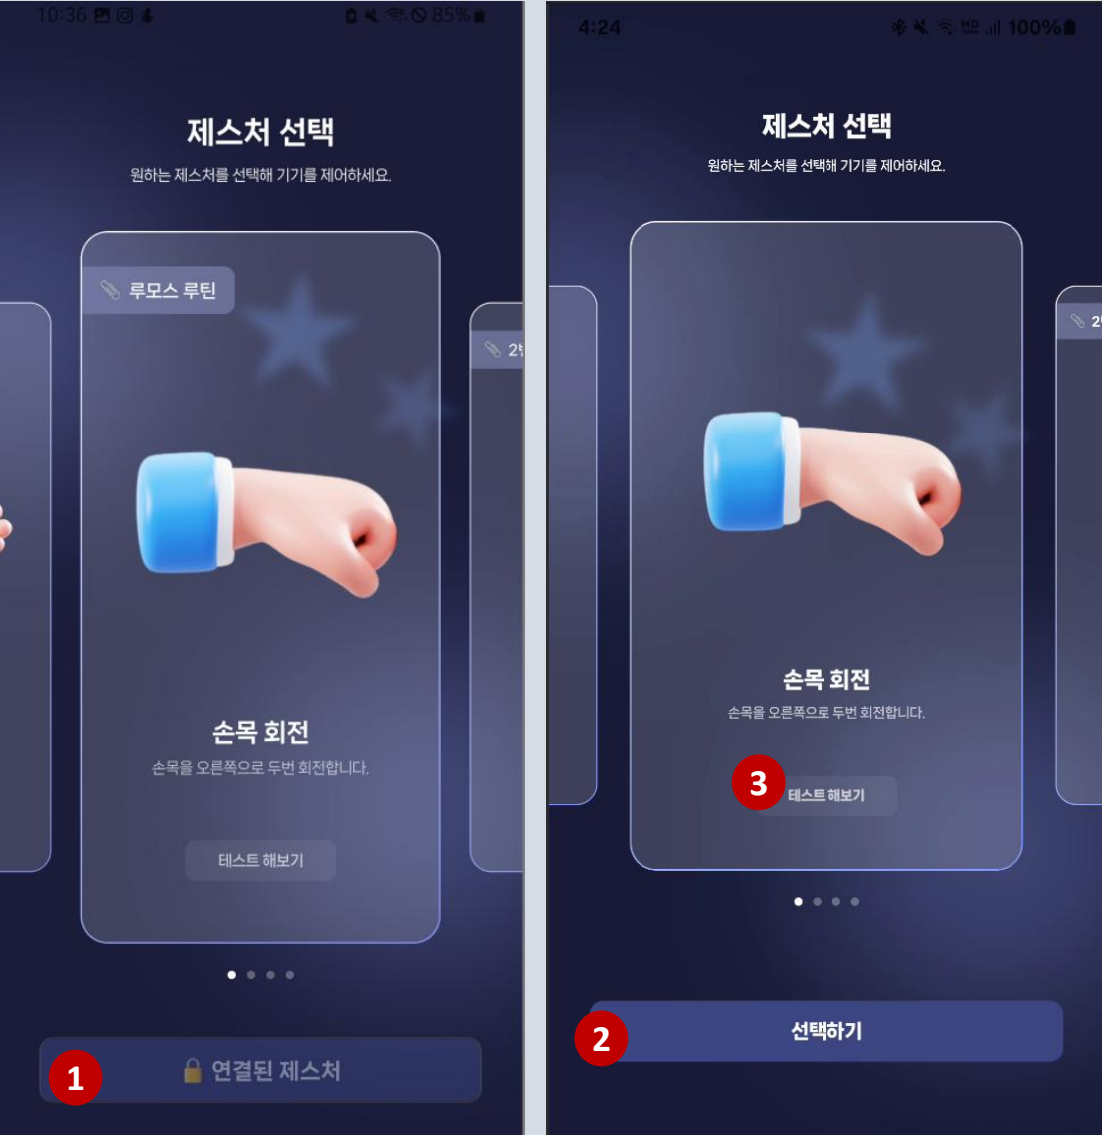 10:36
85%
제스처 선택
원하는 제스처를 선택해 기기를 제어하세요.
루모스 루틴
손목 회전
손목을 오른쪽으로 두번 회전합니다.
테스트 해보기
1
연결된 제스처
4:24
100%
제스처 선택
원하는 제스처를 선택해 기기를 제어하세요.
손목 회전
손목을 오른쪽으로 두번 회전합니다.
3
테스트 해보기
2
선택하기